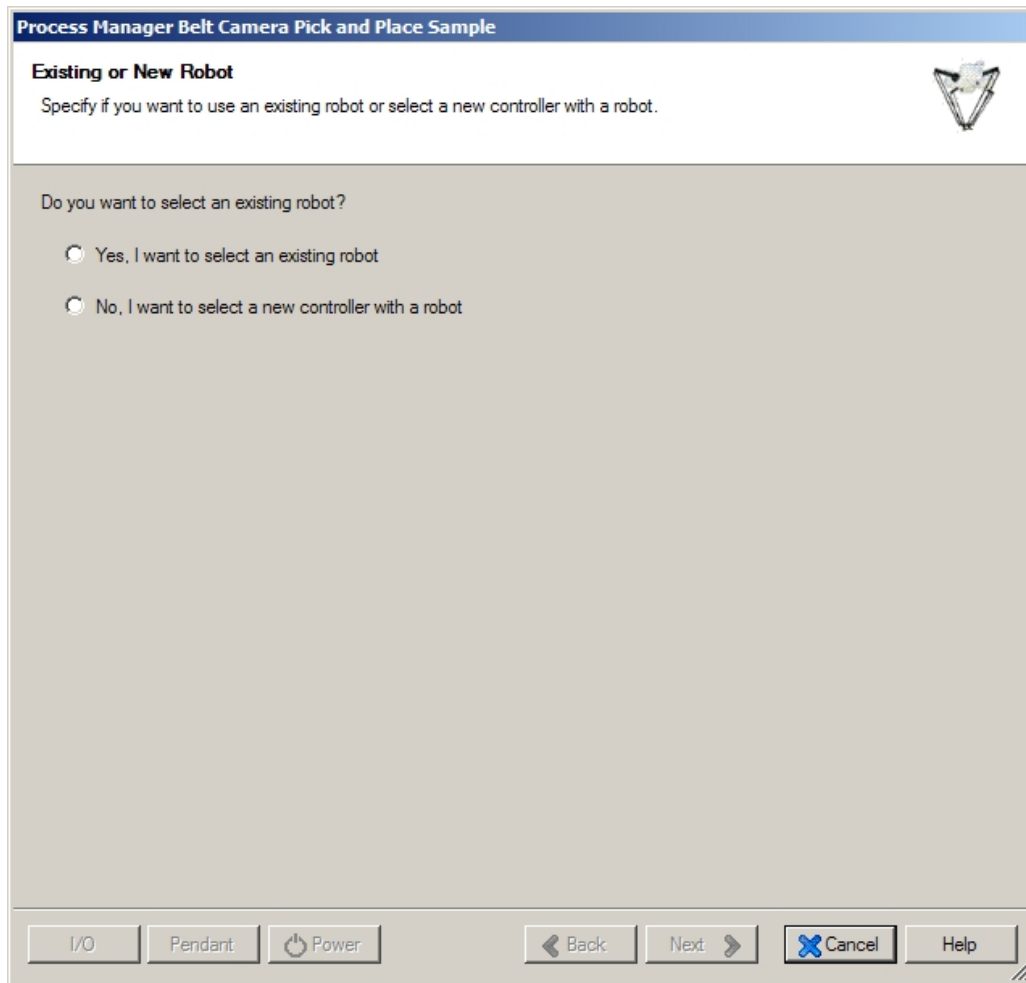 Process Manager Belt Camera Pick and Place Sample
Existing or New Robot
Specify if you want to use an existing robot or select a new controller with a robot.
Do you want to select an existing robot?
Yes, I want to select an existing robot
No, I want to select a new controller with a robot
I/O Pendant Power Back Next Cancel Help